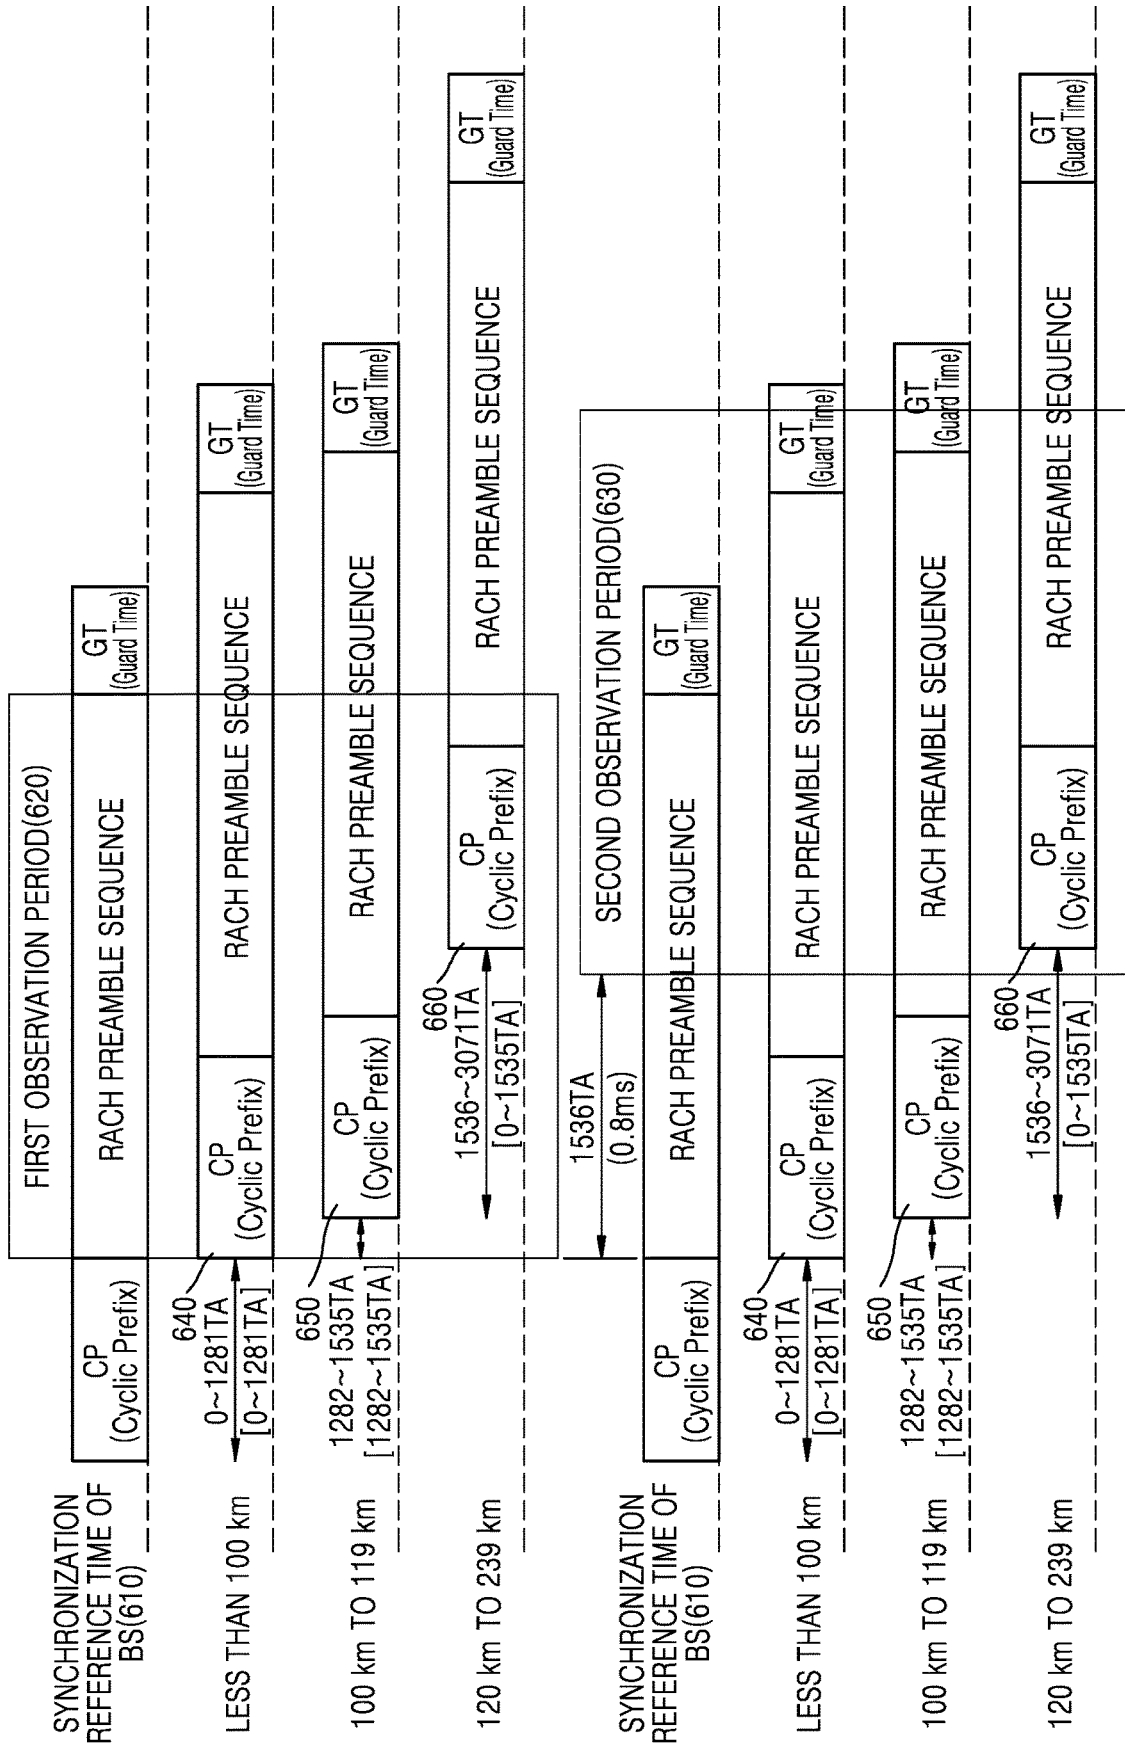 FIRST OBSERVATION PERIOD(620)
SYNCHRONIZATION
REFERENCE TIME OF
BS(610)
CP
(Cyclic Prefix)
RACH PREAMBLE SEQUENCE
GT
(Guard Time)
LESS THAN 100 km
640
0~1281TA
[0~1281TA]
CP
(Cyclic Prefix)
RACH PREAMBLE SEQUENCE
GT
(Guard Time)
100 km TO 119 km
650
1282~1535TA
[1282~1535TA]
CP
(Cyclic Prefix)
RACH PREAMBLE SEQUENCE
GT
(Guard Time)
120 km TO 239 km
660
1536~3071TA
[0~1535TA]
CP
(Cyclic Prefix)
RACH PREAMBLE SEQUENCE
GT
(Guard Time)
1536TA
(0.8ms)
SECOND OBSERVATION PERIOD(630)
SYNCHRONIZATION
REFERENCE TIME OF
BS(610)
CP
(Cyclic Prefix)
RACH PREAMBLE SEQUENCE
GT
(Guard Time)
LESS THAN 100 km
640
0~1281TA
[0~1281TA]
CP
(Cyclic Prefix)
RACH PREAMBLE SEQUENCE
GT
(Guard Time)
100 km TO 119 km
650
1282~1535TA
[1282~1535TA]
CP
(Cyclic Prefix)
RACH PREAMBLE SEQUENCE
GT
(Guard Time)
120 km TO 239 km
660
1536~3071TA
[0~1535TA]
CP
(Cyclic Prefix)
RACH PREAMBLE SEQUENCE
GT
(Guard Time)